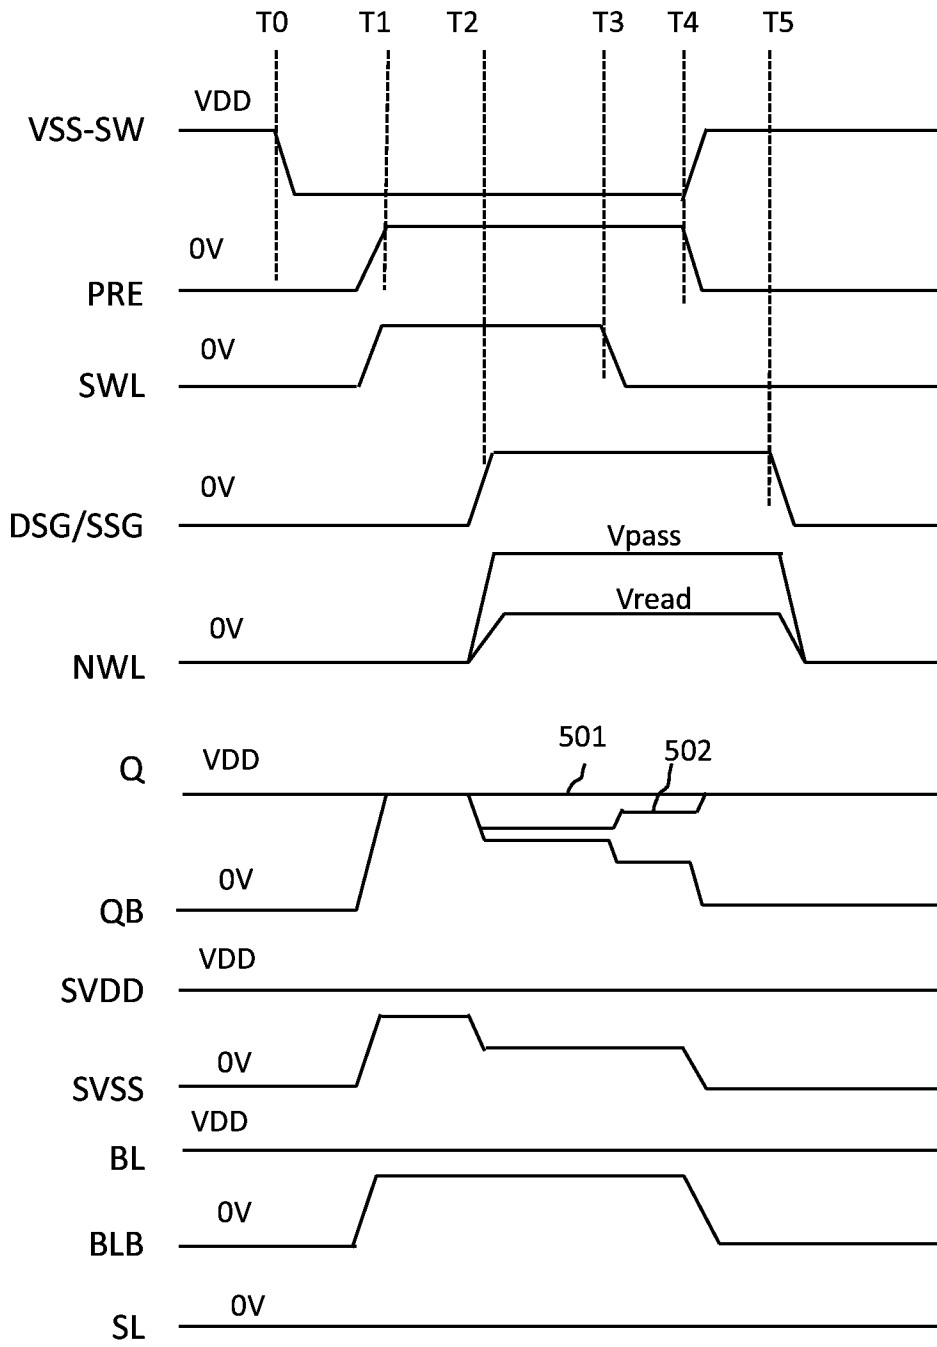 T0 T1 T2 T3 T4 T5
VDD
VSS-SW
0V
PRE
0V
SWL
0V
DSG/SSG
Vpass
Vread
0V
NWL
501
502
VDD
Q
0V
QB
VDD
SVDD
0V
SVSS
VDD
BL
0V
BLB
0V
SL